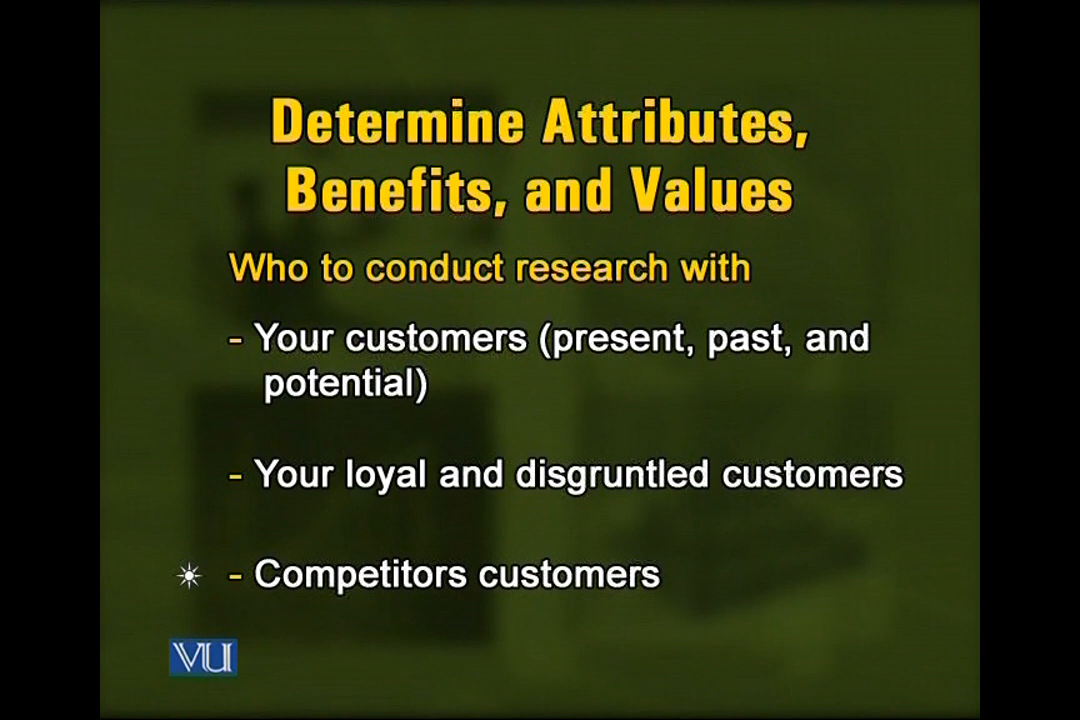 Determine Attributes,
Benefits, and Values
Who to conduct research with
- Your customers (present, past, and
potential)
- Your loyal and disgruntled customers
- Competitors customers
VU